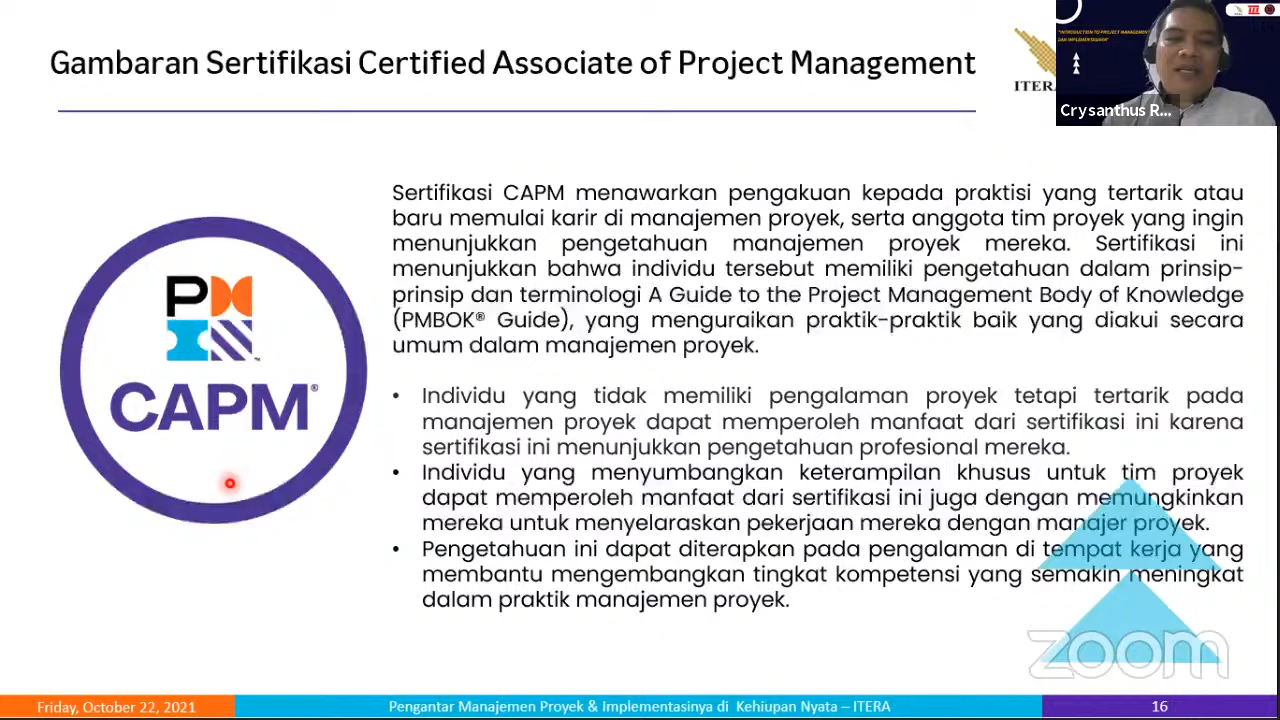 Gambaran Sertifikasi Certified Associate of Project Management
ITERA
"INTRODUCTION TO PROJECT MANAGEMENT
DAN IMPLEMENTASINYA"
Crysanthus R...
Sertifikasi CAPM menawarkan pengakuan kepada praktisi yang tertarik atau
baru memulai karir di manajemen proyek, serta anggota tim proyek yang ingin
menunjukkan pengetahuan manajemen proyek mereka. Sertifikasi ini
menunjukkan bahwa individu tersebut memiliki pengetahuan dalam prinsip-
prinsip dan terminologi A Guide to the Project Management Body of Knowledge
(PMBOK® Guide), yang menguraikan praktik-praktik baik yang diakui secara
umum dalam manajemen proyek.
PM
I
CAPM®
• Individu yang tidak memiliki pengalaman proyek tetapi tertarik pada
manajemen proyek dapat memperoleh manfaat dari sertifikasi ini karena
sertifikasi ini menunjukkan pengetahuan profesional mereka.
• Individu yang menyumbangkan keterampilan khusus untuk tim proyek
dapat memperoleh manfaat dari sertifikasi ini juga dengan memungkinkan
mereka untuk menyelaraskan pekerjaan mereka dengan manajer proyek.
• Pengetahuan ini dapat diterapkan pada pengalaman di tempat kerja yang
membantu mengembangkan tingkat kompetensi yang semakin meningkat
dalam praktik manajemen proyek.
zoom
Friday, October 22, 2021
Pengantar Manajemen Proyek & Implementasinya di Kehiupan Nyata – ITERA
16